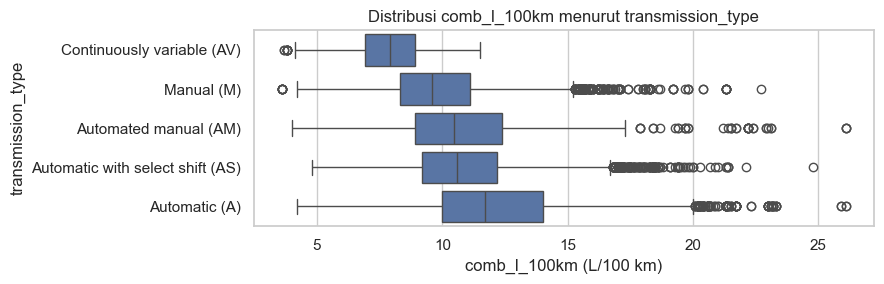 Distribusi comb_l_100km menurut transmission_type
transmission_type
Continuously variable (AV)
Manual (M)
Automated manual (AM)
Automatic with select shift (AS)
Automatic (A)
5 10 15 20 25
comb_l_100km (L/100 km)